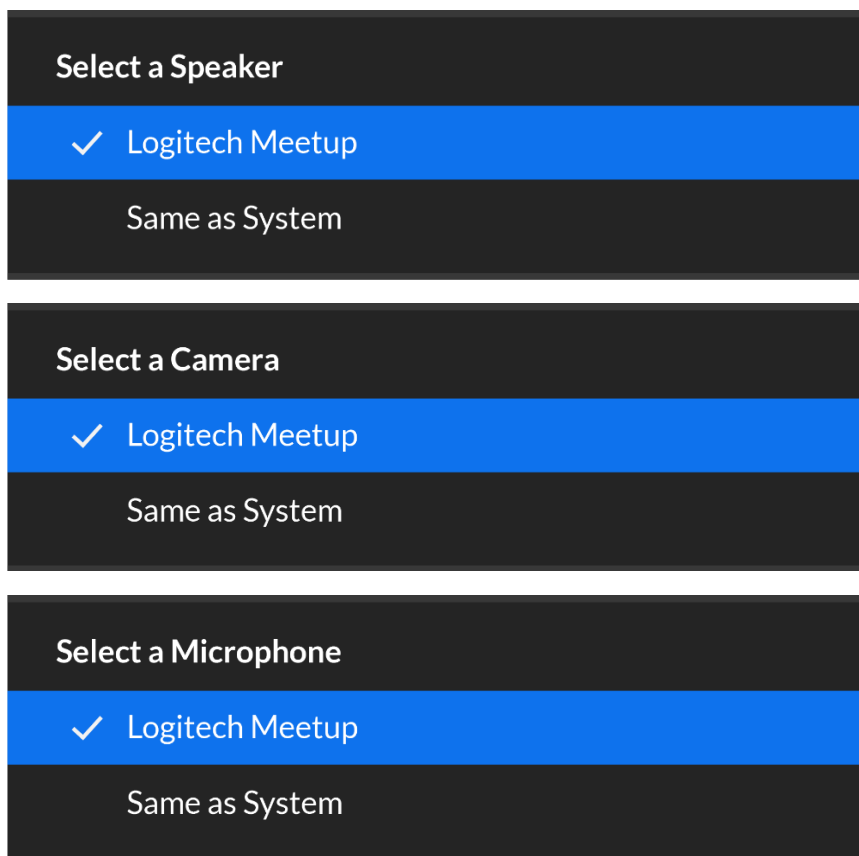 Select a Speaker
Logitech Meetup
Same as System
Select a Camera
Logitech Meetup
Same as System
Select a Microphone
Logitech Meetup
Same as System